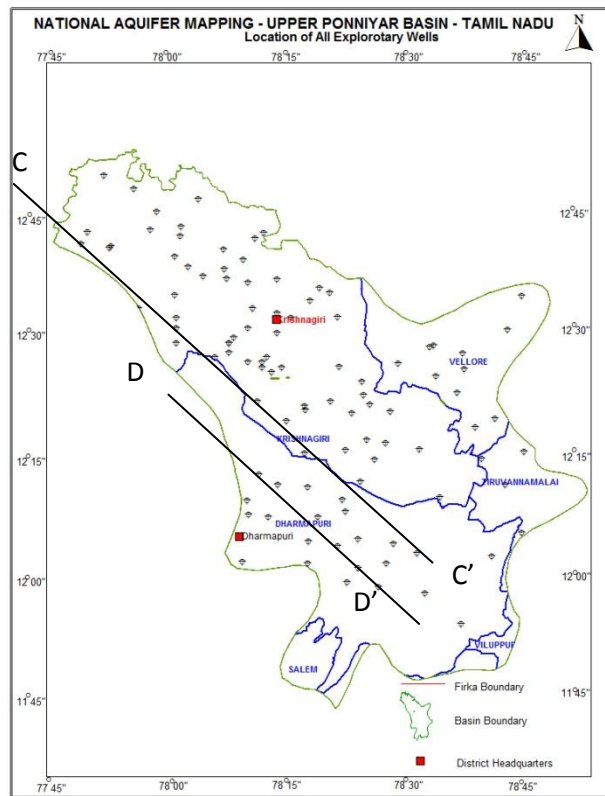 NATIONAL AQUIFER MAPPING - UPPER PONNIYAR BASIN - TAMIL NADU
Location of All Explorotary Wells
N
77°45' 78°00' 78°15' 78°30' 78°45'
C
12°45' 12°45'
Krishnagiri
12°30' 12°30'
VELLORE
D
KRISHNAGIRI
12°15' 12°15'
TIRUVANNAMALAI
DHARMAPURI
Dharmapuri
12°00' 12°00'
C'
D'
VILUPPUR
SALEM
Firka Boundary
11°45' 11°45'
Basin Boundary
District Headquarters
77°45' 78°00' 78°15' 78°30' 78°45'